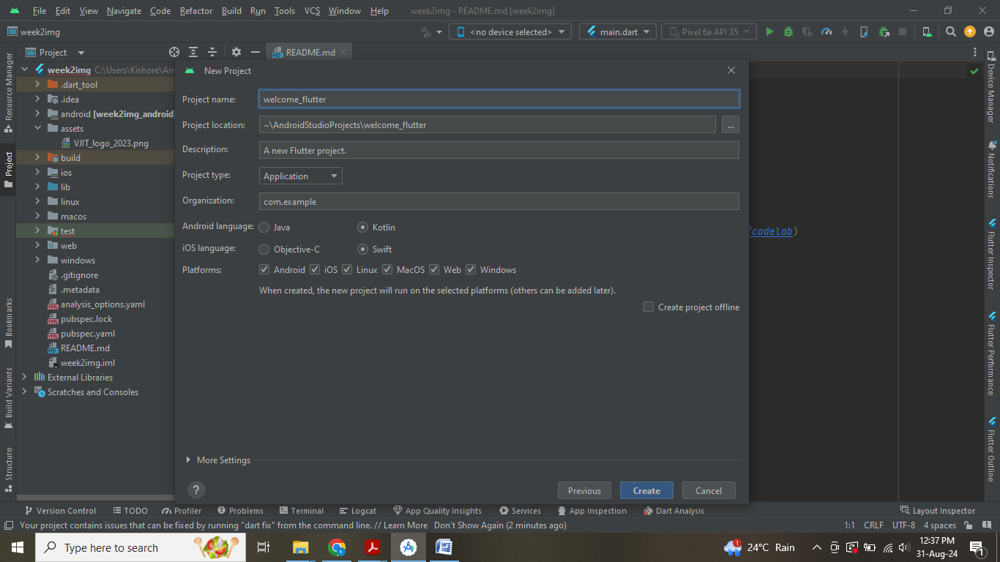 File Edit View Navigate Code Refactor Build Run Tools VCS Window Help week2img - README.md [week2img]
week2img <no device selected> main.dart Pixel 6a API 35
Project README.md
week2img C:\Users\Kishore\An
.dart_tool
.idea
android [week2img_android]
assets
VJIT_logo_2023.png
build
ios
lib
linux
macos
test
web
windows
.gitignore
.metadata
analysis_options.yaml
pubspec.lock
pubspec.yaml
README.md
week2img.iml
External Libraries
Scratches and Consoles
Resource Manager
Project
Bookmarks
Build Variants
Structure
New Project
Project name: welcome_flutter
Project location: ~\AndroidStudioProjects\welcome_flutter ...
Description: A new Flutter project.
Project type: Application
Organization: com.example
Android language: Java Kotlin
iOS language: Objective-C Swift
Platforms: Android iOS Linux MacOS Web Windows
When created, the new project will run on the selected platforms (others can be added later).
Create project offline
More Settings
? Previous Create Cancel
/codelab)
Device Manager
Notifications
Flutter Inspector
Flutter Performance
Flutter Outline
Version Control TODO Profiler Problems Terminal Logcat App Quality Insights Services App Inspection Dart Analysis Layout Inspector
Your project contains issues that can be fixed by running "dart fix" from the command line. // Learn More Don't Show Again (2 minutes ago) 1:1 CRLF UTF-8 4 spaces
Type here to search 1 24°C Rain 12:37 PM
31-Aug-24 1